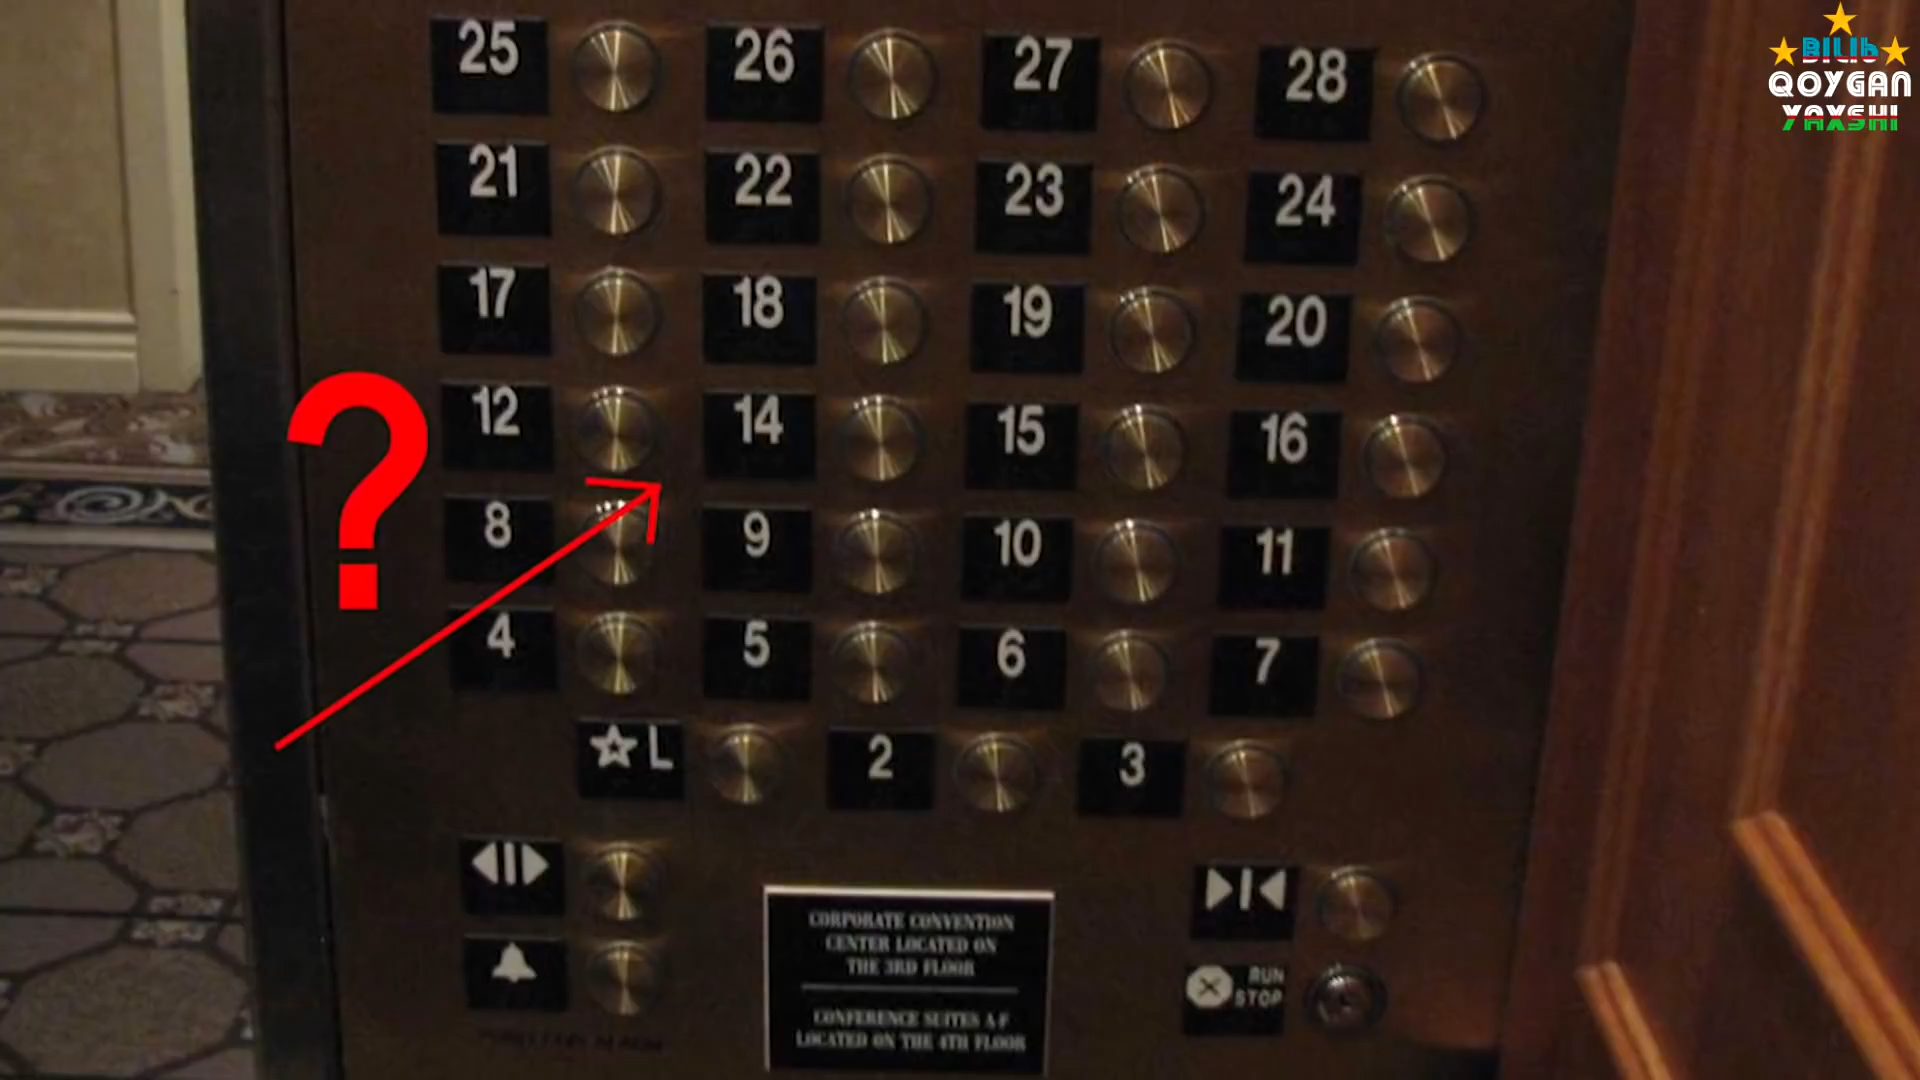 25 26 27 28
21 22 23 24
17 18 19 20
12 14 15 16
8 9 10 11
4 5 6 7
☆ L 2 3
RUN
STOP
CORPORATE CONVENTION
CENTER LOCATED ON
THE 3RD FLOOR
CONFERENCE SUITES A-F
LOCATED ON THE 4TH FLOOR
?
BILIb
QOYGAN
YAXSHI